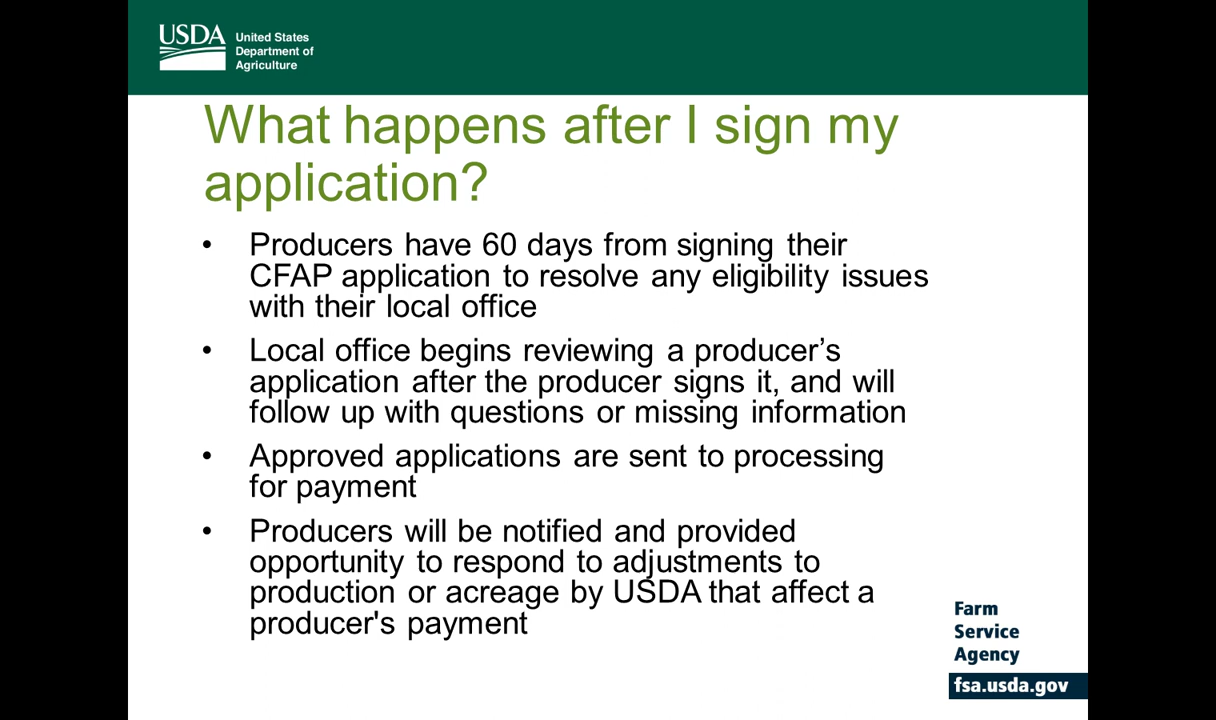 USDA
United States
Department of
Agriculture
What happens after I sign my
application?
• Producers have 60 days from signing their
CFAP application to resolve any eligibility issues
with their local office
• Local office begins reviewing a producer’s
application after the producer signs it, and will
follow up with questions or missing information
• Approved applications are sent to processing
for payment
• Producers will be notified and provided
opportunity to respond to adjustments to
production or acreage by USDA that affect a
producer's payment
Farm
Service
Agency
fsa.usda.gov